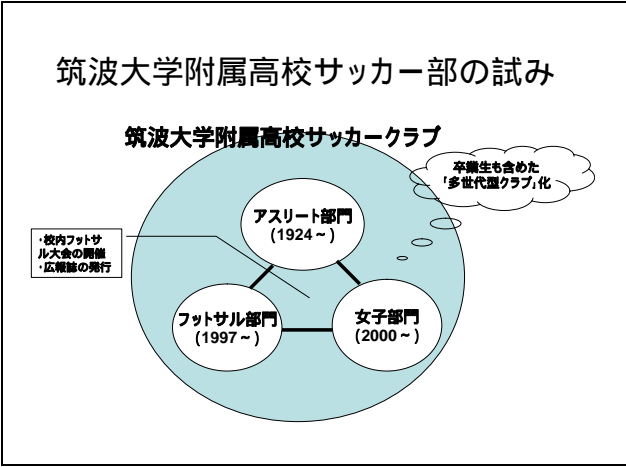 筑波大学附属高校サッカー部の試み
筑波大学附属高校サッカークラブ
卒業生も含めた
「多世代型クラブ」化
アスリート部門
(1924～)
・校内フットサ
ル大会の開催
・広報誌の発行
フットサル部門
(1997～)
女子部門
(2000～)